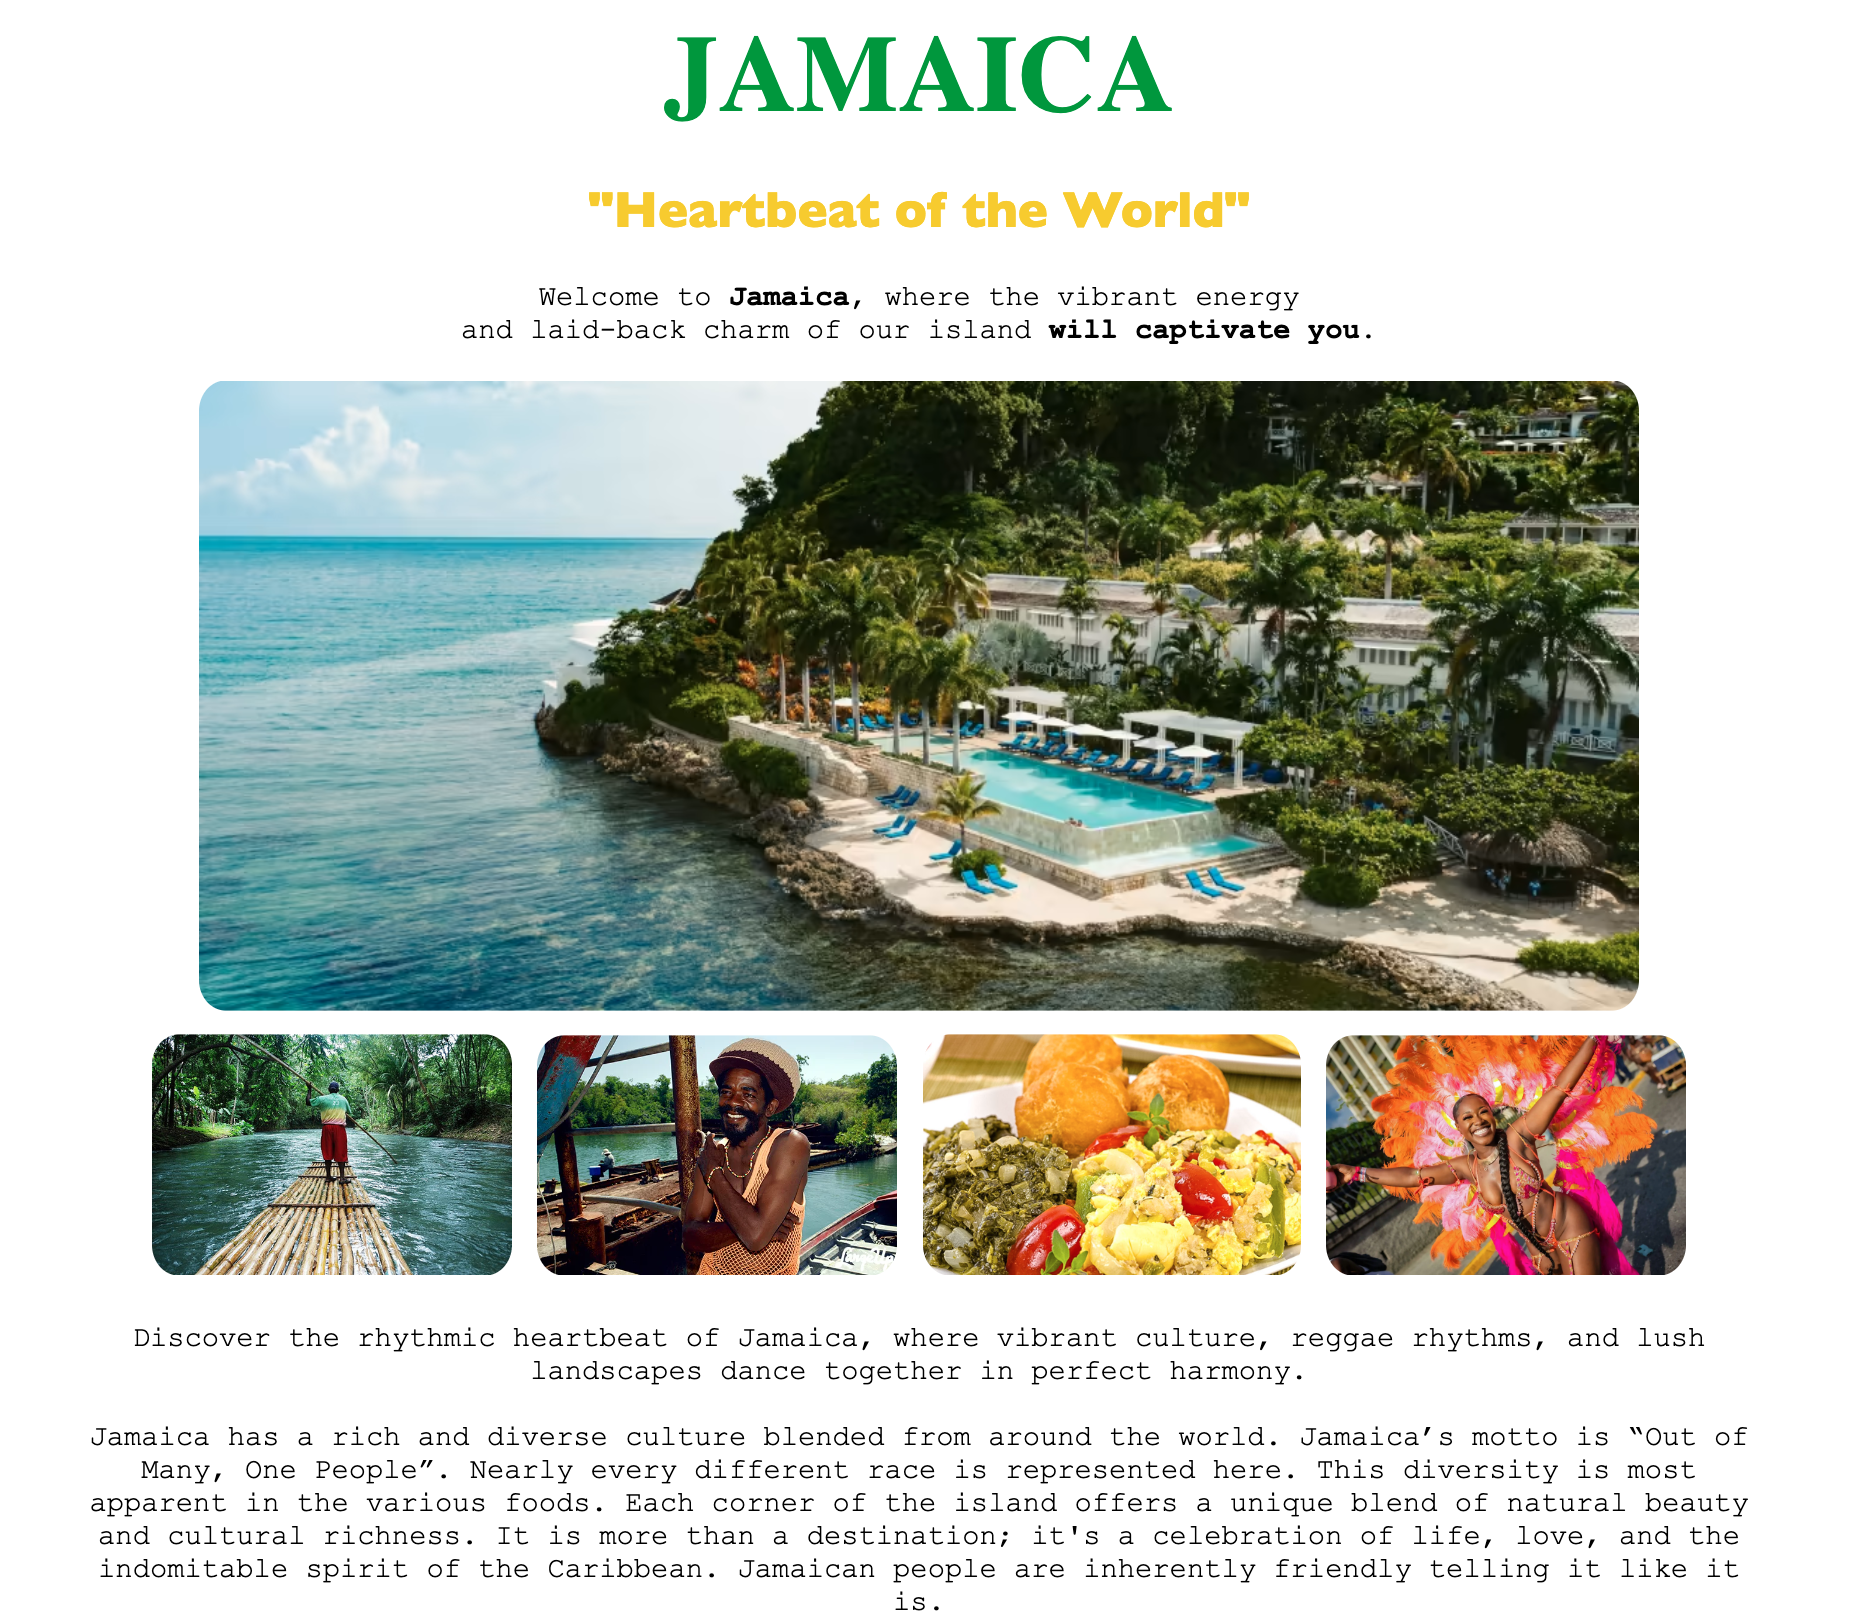 JAMAICA
"Heartbeat of the World"
Welcome to Jamaica, where the vibrant energy
and laid-back charm of our island will captivate you.
Discover the rhythmic heartbeat of Jamaica, where vibrant culture, reggae rhythms, and lush
landscapes dance together in perfect harmony.
Jamaica has a rich and diverse culture blended from around the world. Jamaica’s motto is “Out of
Many, One People”. Nearly every different race is represented here. This diversity is most
apparent in the various foods. Each corner of the island offers a unique blend of natural beauty
and cultural richness. It is more than a destination; it's a celebration of life, love, and the
indomitable spirit of the Caribbean. Jamaican people are inherently friendly telling it like it
is.